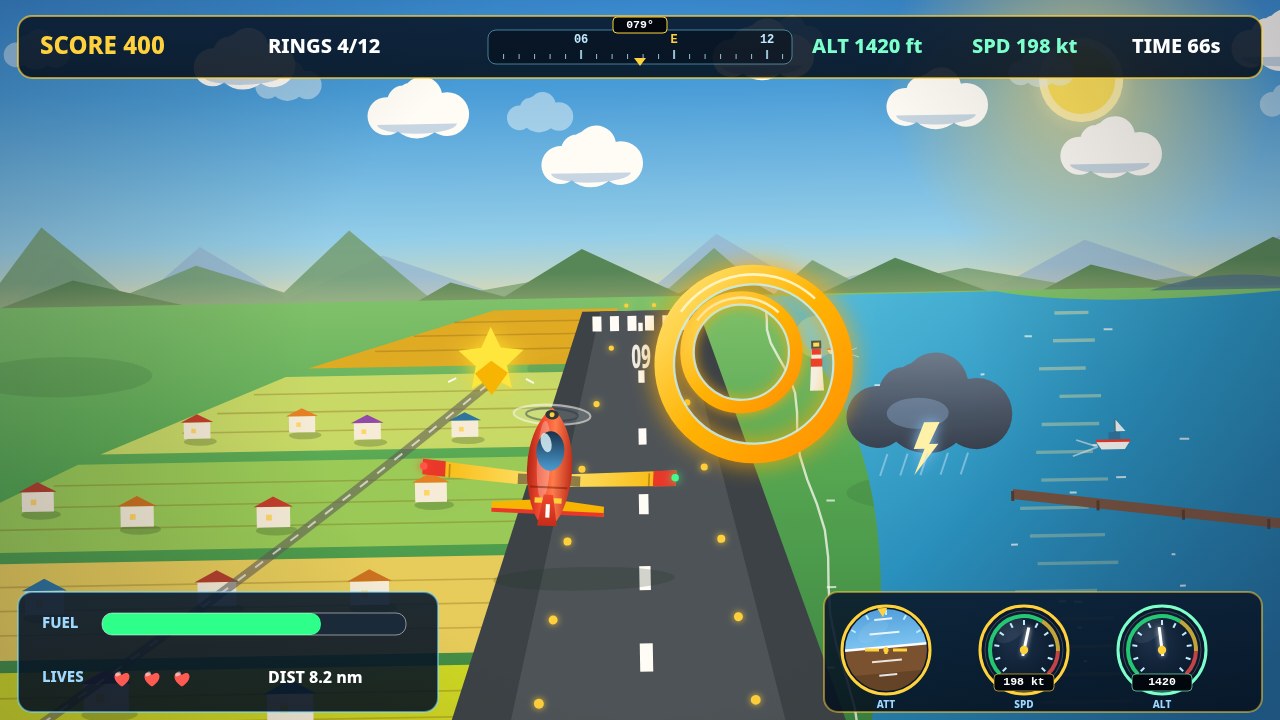 079°
SCORE 400
RINGS 4/12
06 E 12
ALT 1420 ft
SPD 198 kt
TIME 66s
09
FUEL
LIVES
DIST 8.2 nm
198 kt
1420
ATT
SPD
ALT